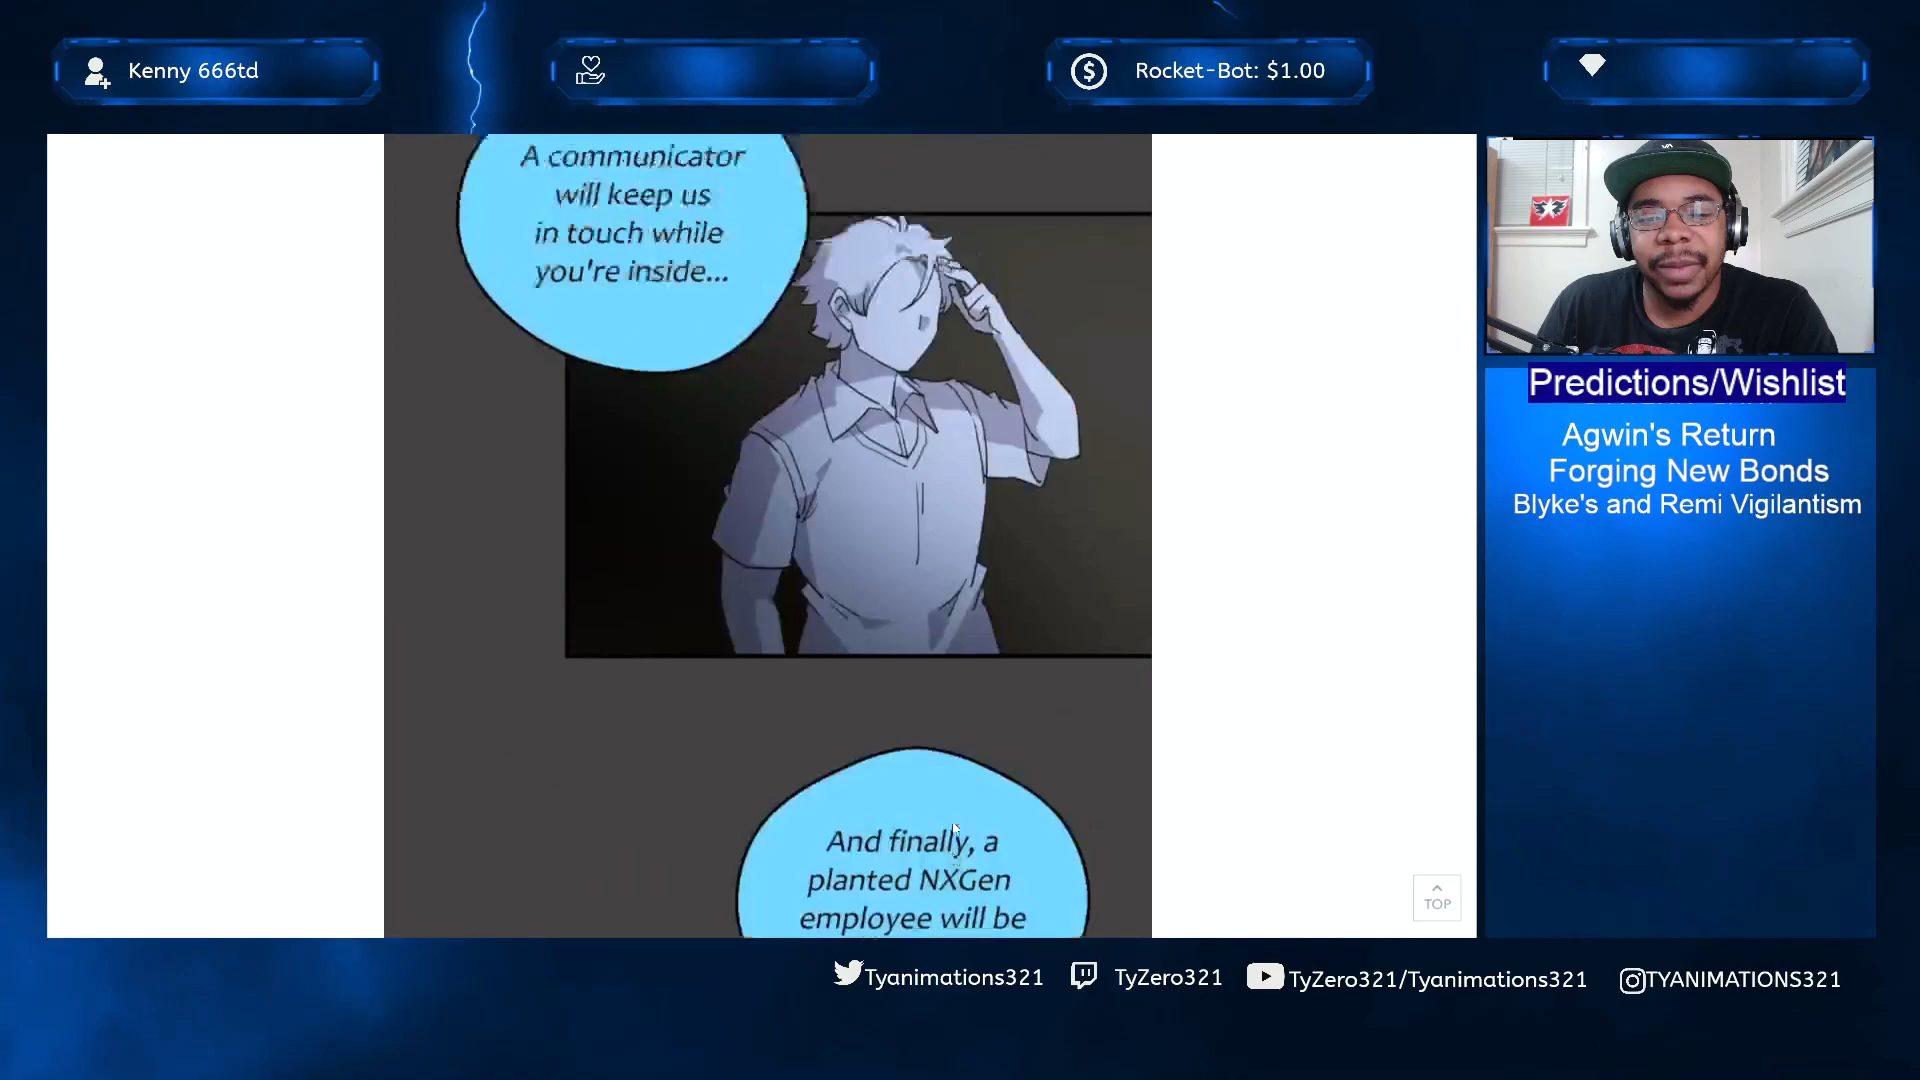 Kenny 666td
Rocket-Bot: $1.00
A communicator
will keep us
in touch while
you're inside...
And finally, a
planted NXGen
employee will be
TOP
Predictions/Wishlist
Agwin's Return
Forging New Bonds
Blyke's and Remi Vigilantism
Tyanimations321
TyZero321
TyZero321/Tyanimations321
TYANIMATIONS321